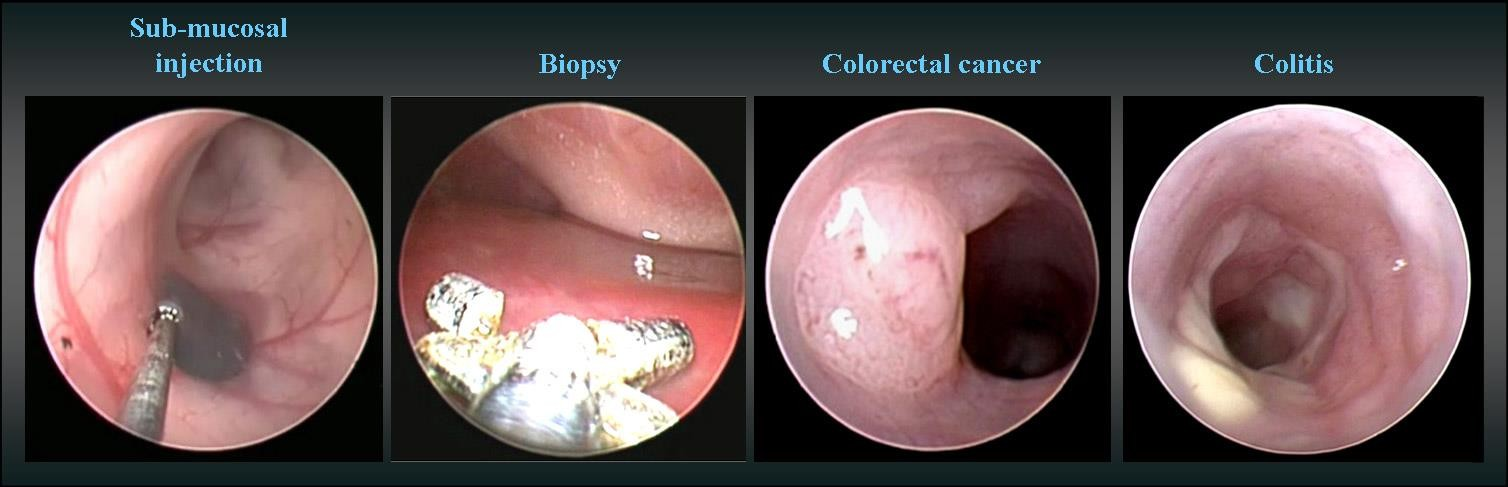 Sub-mucosal
injection
Biopsy
Colorectal cancer
Colitis